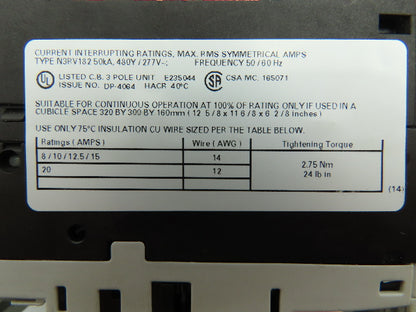 CURRENT INTERRUPTING RATINGS, MAX. RMS SYMMETRICAL AMPS
TYPE N3RV182 50kA, 480Y / 277V~; FREQUENCY 50 / 60 Hz
UL LISTED C.B. 3 POLE UNIT E235044 SA CSA MC. 165071
ISSUE NO. DP-4064 HACR 40°C
SUITABLE FOR CONTINUOUS OPERATION AT 100% OF RATING ONLY IF USED IN A
CUBICLE SPACE 320 BY 300 BY 160mm ( 12 5 / 8 x 11 6 / 8 x 6 2 / 8 inches )
USE ONLY 75°C INSULATION CU WIRE SIZED PER THE TABLE.
Ratings ( AMPS ) Wire ( AWG ) Tightening Torque
8 / 10 / 12.5 / 15 14 2.75 Nm
20 12 24 lb in
(14)